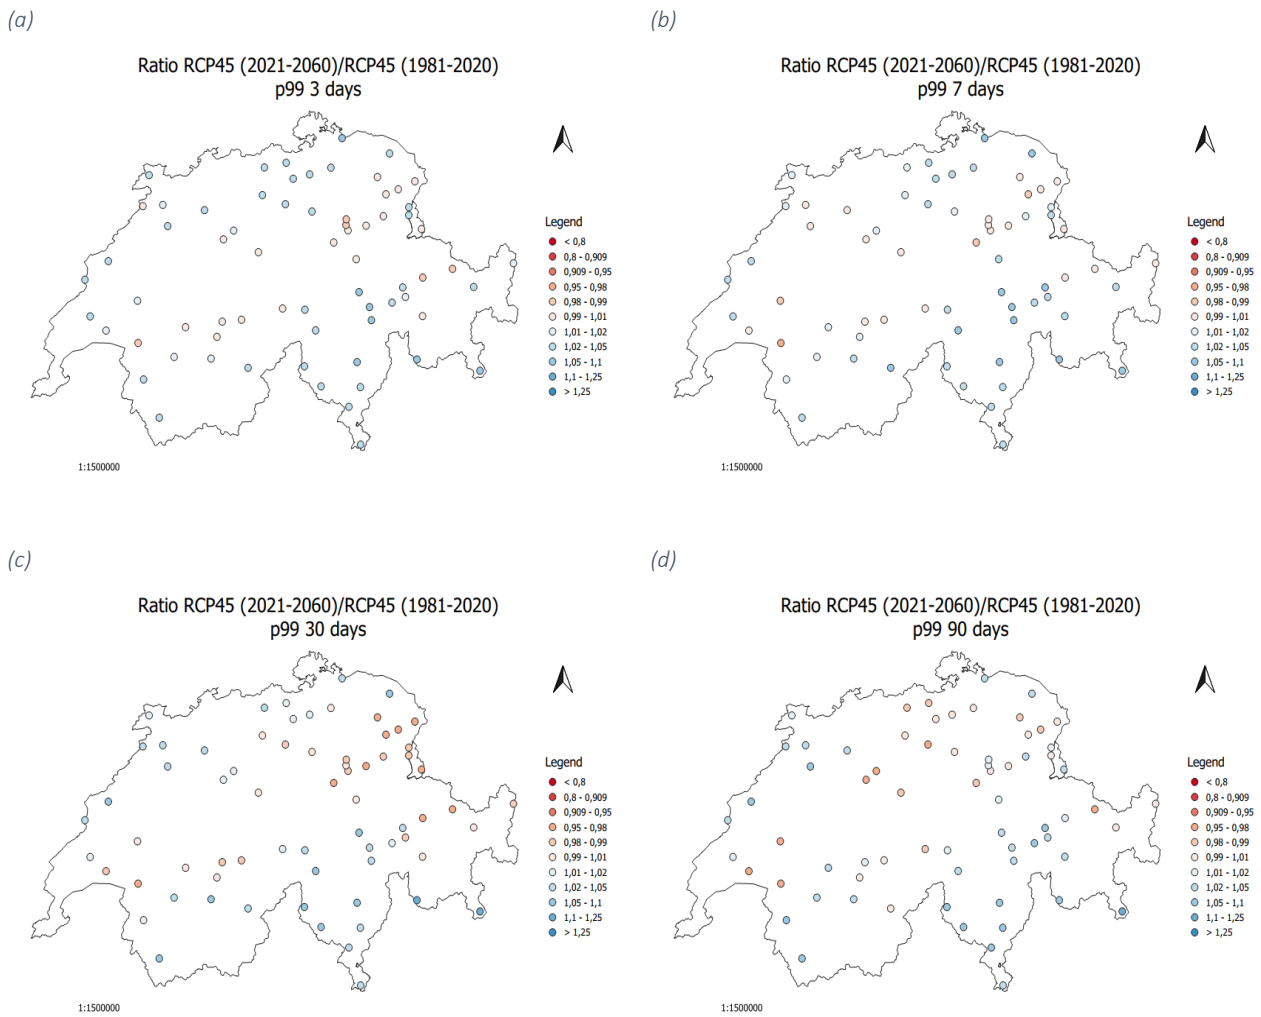 (a)
Ratio RCP45 (2021-2060)/RCP45 (1981-2020)
p99 3 days
Legend
< 0,8
0,8 - 0,909
0,909 - 0,95
0,95 - 0,98
0,98 - 0,99
0,99 - 1,01
1,01 - 1,02
1,02 - 1,05
1,05 - 1,1
1,1 - 1,25
> 1,25
1:1500000
(b)
Ratio RCP45 (2021-2060)/RCP45 (1981-2020)
p99 7 days
Legend
< 0,8
0,8 - 0,909
0,909 - 0,95
0,95 - 0,98
0,98 - 0,99
0,99 - 1,01
1,01 - 1,02
1,02 - 1,05
1,05 - 1,1
1,1 - 1,25
> 1,25
1:1500000
(c)
Ratio RCP45 (2021-2060)/RCP45 (1981-2020)
p99 30 days
Legend
< 0,8
0,8 - 0,909
0,909 - 0,95
0,95 - 0,98
0,98 - 0,99
0,99 - 1,01
1,01 - 1,02
1,02 - 1,05
1,05 - 1,1
1,1 - 1,25
> 1,25
1:1500000
(d)
Ratio RCP45 (2021-2060)/RCP45 (1981-2020)
p99 90 days
Legend
< 0,8
0,8 - 0,909
0,909 - 0,95
0,95 - 0,98
0,98 - 0,99
0,99 - 1,01
1,01 - 1,02
1,02 - 1,05
1,05 - 1,1
1,1 - 1,25
> 1,25
1:1500000